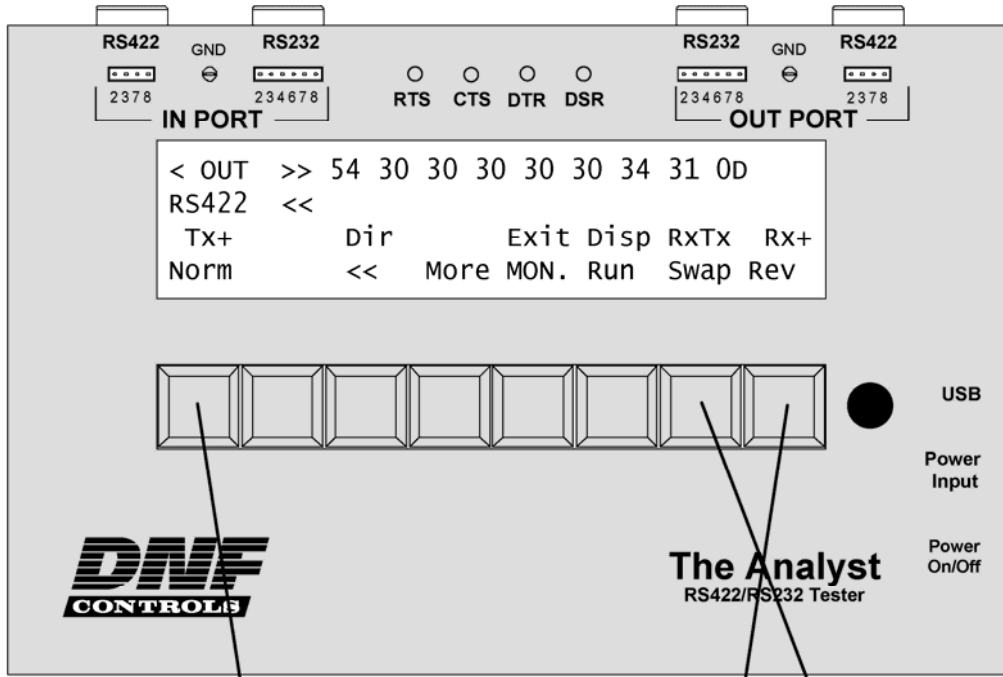 RS422 GND RS232
2378 234678
IN PORT
RTS CTS DTR DSR
RS232 GND RS422
234678 2378
OUT PORT
< OUT >> 54 30 30 30 30 30 34 31 0D
RS422 <<
Tx+ Dir Exit Disp RxTx Rx+
Norm << More MON. Run Swap Rev
USB
Power
Input
Power
On/Off
DNF
CONTROLS
The Analyst
RS422/RS232 Tester